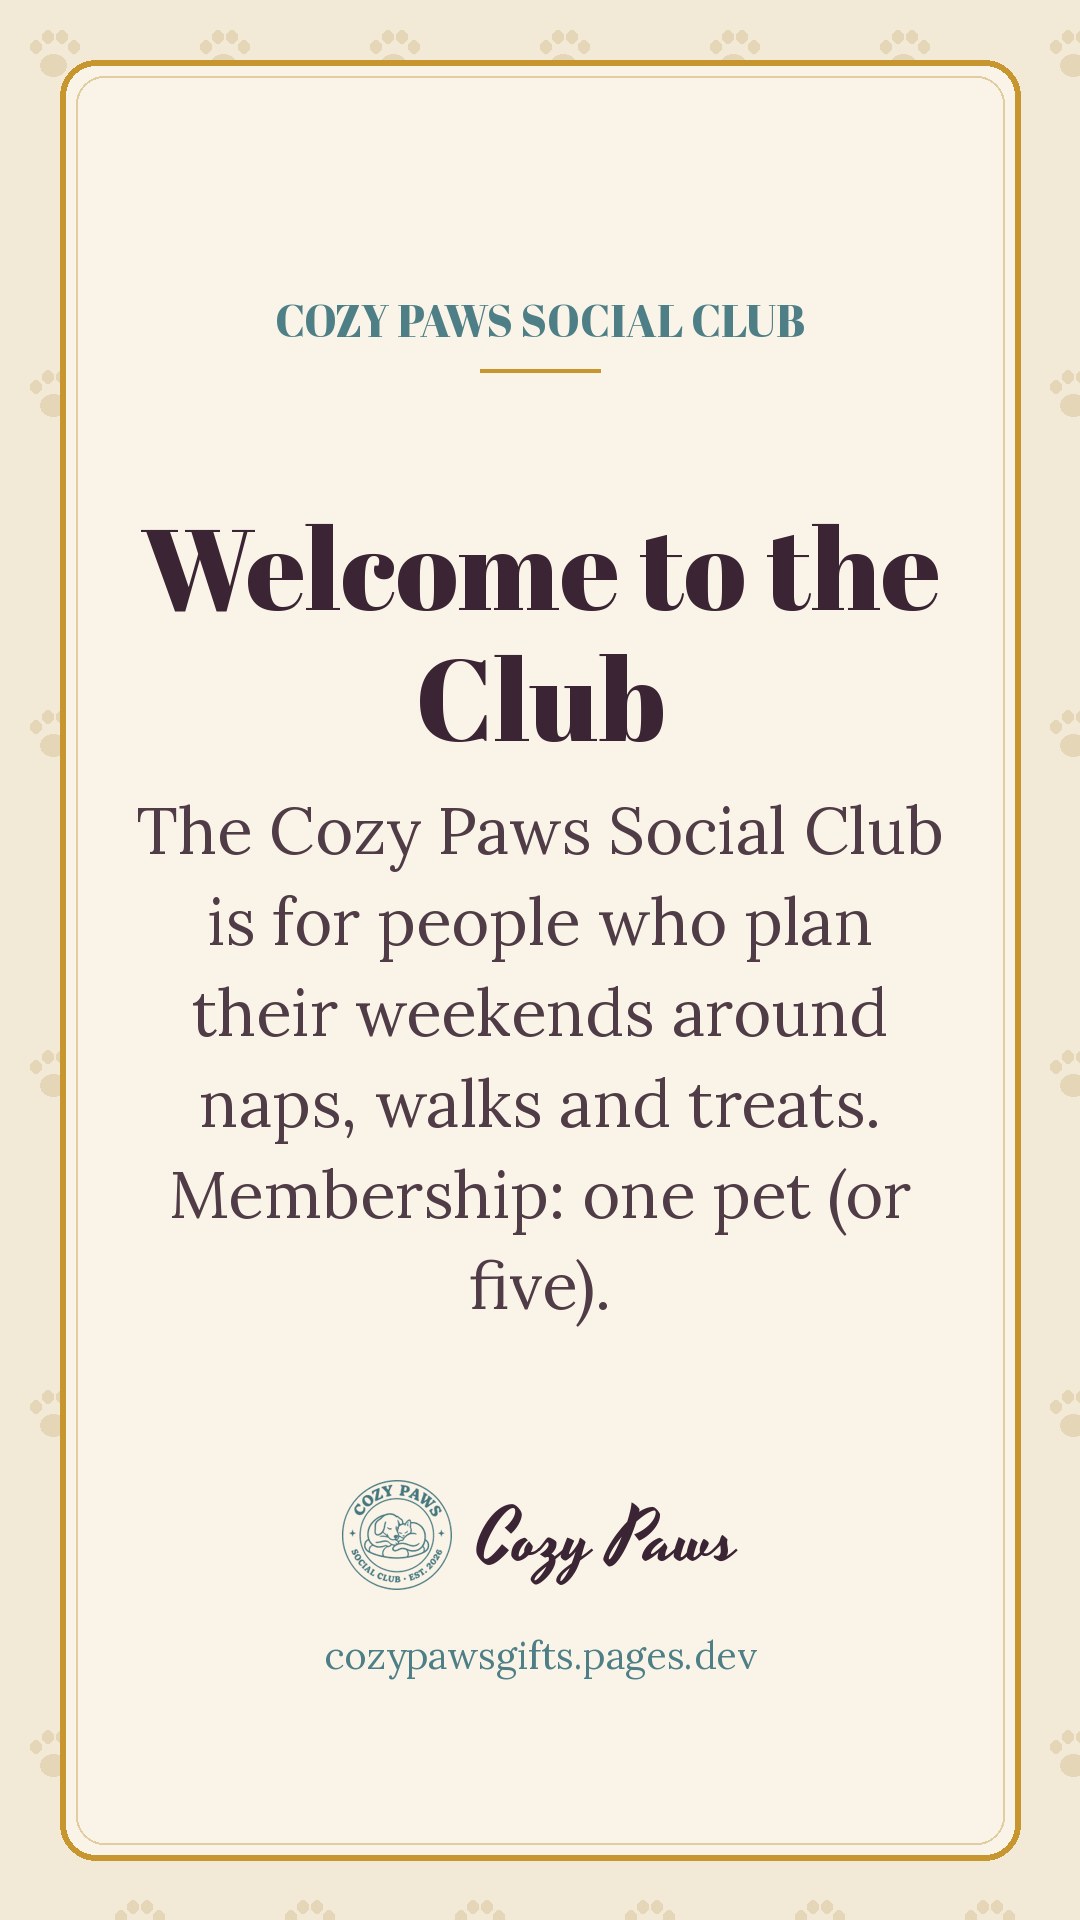 COZY PAWS SOCIAL CLUB
Welcome to the
Club
The Cozy Paws Social Club
is for people who plan
their weekends around
naps, walks and treats.
Membership: one pet (or
five).
COZY PAWS
SOCIAL CLUB · EST. 2026
Cozy Paws
cozypawsgifts.pages.dev